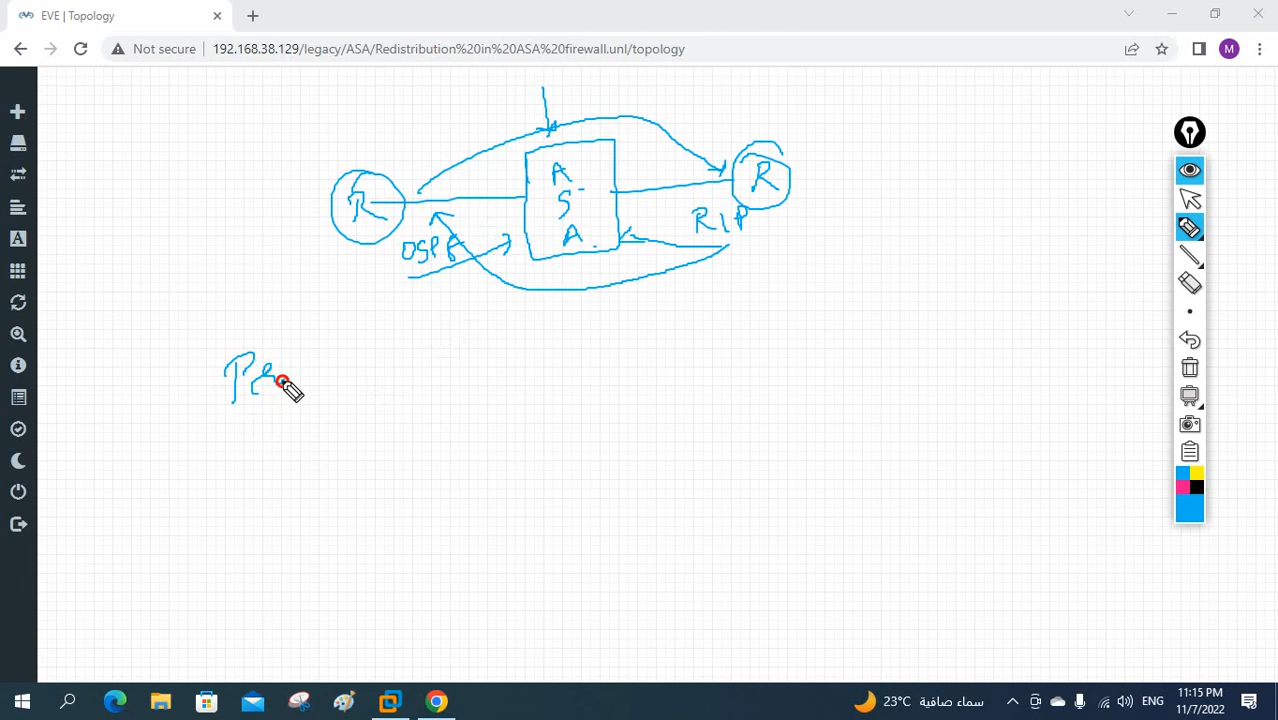 EVE | Topology
Not secure
192.168.38.129/legacy/ASA/Redistribution%20in%20ASA%20firewall.unl/topology
M
A
S
A
R
R
OSPF
RIP
A
23°C سماء صافية
ENG
11:15 PM
11/7/2022